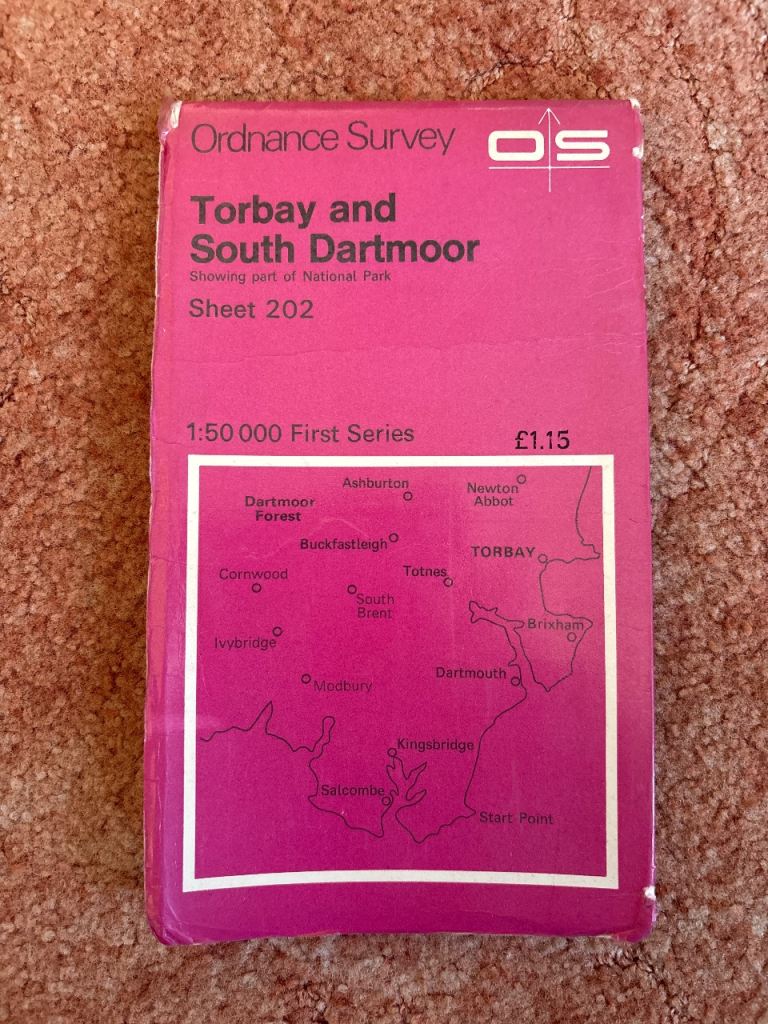 Ordnance Survey OS
Torbay and
South Dartmoor
Showing part of National Park
Sheet 202
1:50 000 First Series £1.15
Ashburton
Newton
Abbot
Dartmoor
Forest
Buckfastleigh
TORBAY
Cornwood
Totnes
South
Brent
Brixham
Ivybridge
Dartmouth
Modbury
Kingsbridge
Salcombe
Start Point